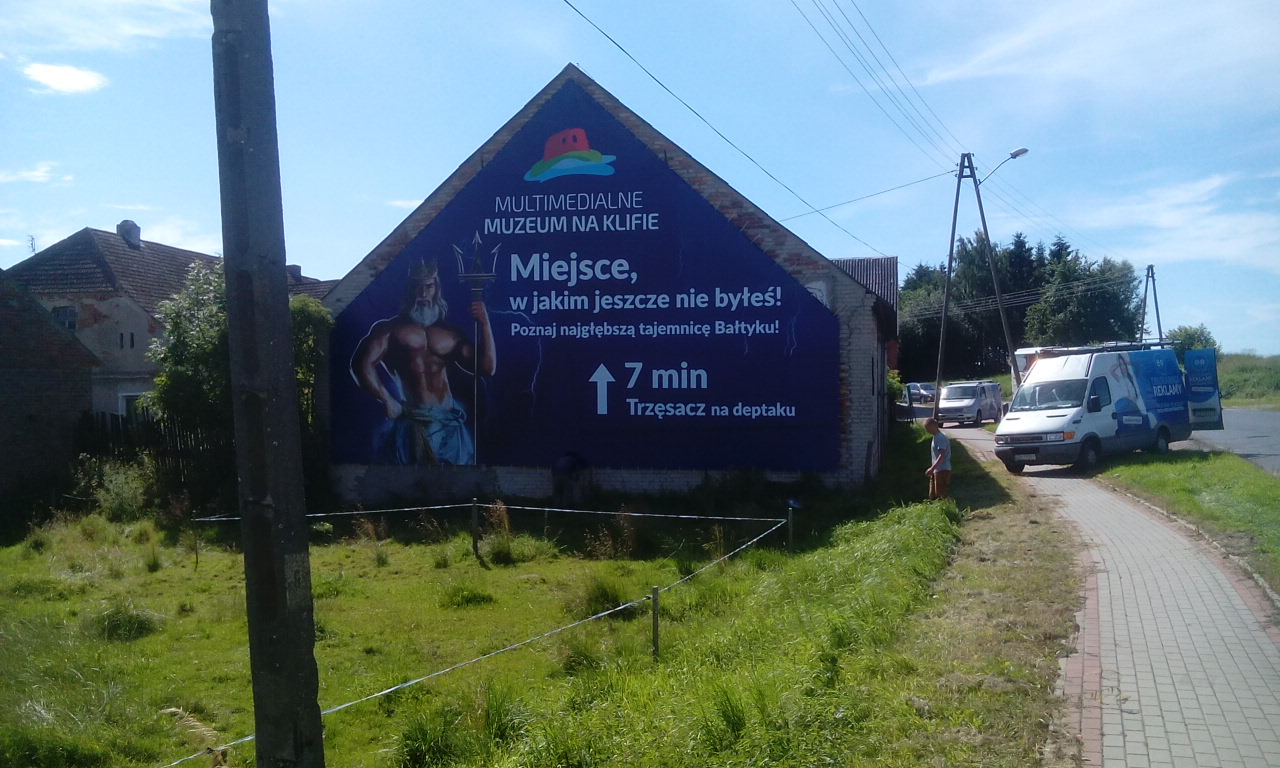 MULTIMEDIALNE
MUZEUM NA KLIFIE
Miejsce,
w jakim jeszcze nie byłeś!
Poznaj najgłębszą tajemnicę Bałtyku!
7 min
Trzęsacz na deptaku
REKLAMY